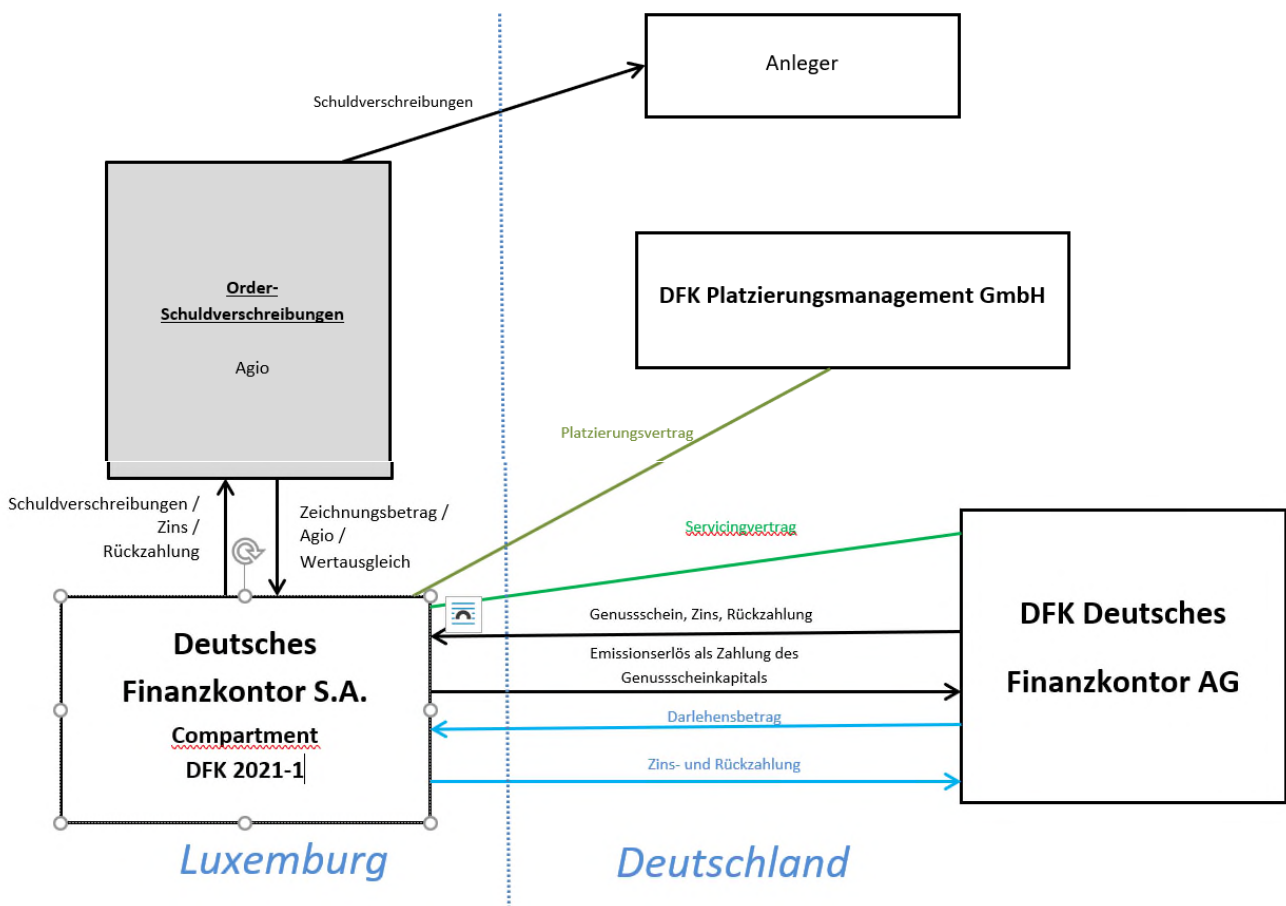 Anleger
Schuldverschreibungen
Order-
Schuldverschreibungen
Agio
DFK Platzierungsmanagement GmbH
Platzierungsvertrag
Schuldverschreibungen /
Zins /
Rückzahlung
Zeichnungsbetrag /
Agio /
Wertausgleich
Servicingvertrag
Deutsches
Finanzkontor S.A.
Compartment
DFK 2021-1
Genussschein, Zins, Rückzahlung
Emissionserlös als Zahlung des
Genussscheinkapitals
Darlehensbetrag
Zins- und Rückzahlung
DFK Deutsches
Finanzkontor AG
Luxemburg
Deutschland